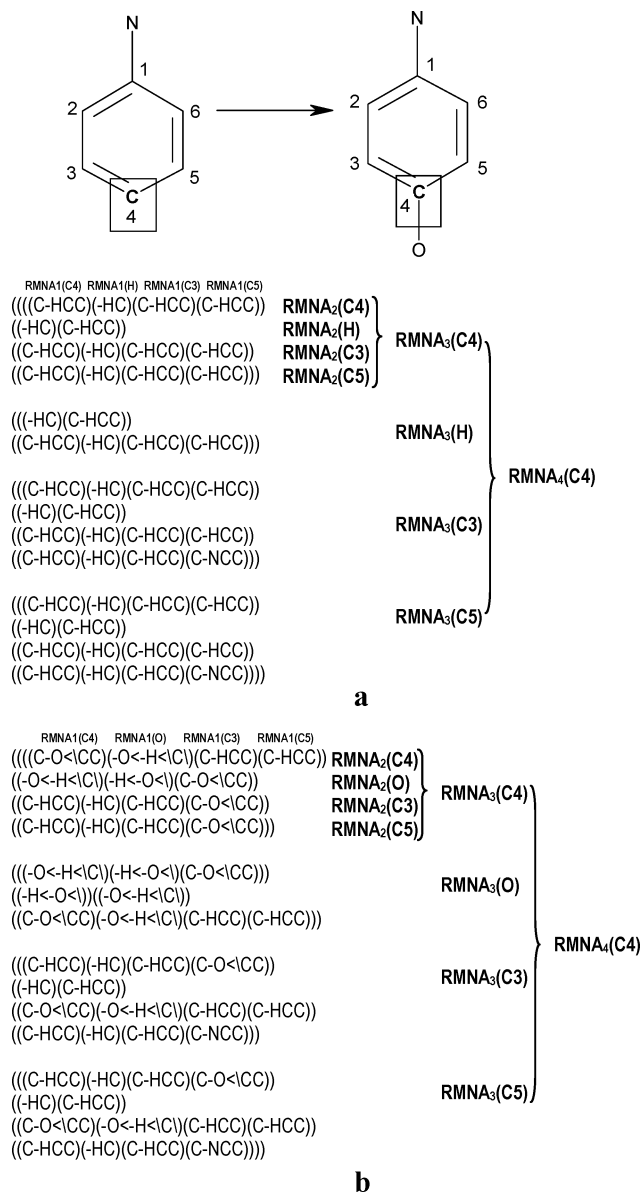 N N
1 1
2 6 2 6
3 5 3 5
C C
4 4
O
RMNA1(C4) RMNA1(H) RMNA1(C3) RMNA1(C5)
((((C-HCC)(-HC)(C-HCC)(C-HCC)) RMNA₂(C4)
((-HC)(C-HCC)) RMNA₂(H)
((C-HCC)(-HC)(C-HCC)(C-HCC)) RMNA₂(C3) RMNA₃(C4)
((C-HCC)(-HC)(C-HCC)(C-HCC))) RMNA₂(C5)
(((-HC)(C-HCC))
((C-HCC)(-HC)(C-HCC)(C-HCC))) RMNA₃(H)
RMNA₄(C4)
(((C-HCC)(-HC)(C-HCC)(C-HCC))
((-HC)(C-HCC))
((C-HCC)(-HC)(C-HCC)(C-HCC)) RMNA₃(C3)
((C-HCC)(-HC)(C-HCC)(C-NCC)))
(((C-HCC)(-HC)(C-HCC)(C-HCC))
((-HC)(C-HCC)) RMNA₃(C5)
((C-HCC)(-HC)(C-HCC)(C-HCC))
((C-HCC)(-HC)(C-HCC)(C-NCC))))
a
RMNA1(C4) RMNA1(O) RMNA1(C3) RMNA1(C5)
((((C-O<\CC)(-O<-H<\C\)(C-HCC)(C-HCC)) RMNA₂(C4)
((-O<-H<\C\)(-H<-O<\)(C-O<\CC)) RMNA₂(O)
((C-HCC)(-HC)(C-HCC)(C-O<\CC)) RMNA₂(C3) RMNA₃(C4)
((C-HCC)(-HC)(C-HCC)(C-O<\CC))) RMNA₂(C5)
(((-O<-H<\C\)(-H<-O<\)(C-O<\CC)))
((-H<-O<\))((-O<-H<\C\)) RMNA₃(O)
((C-O<\CC)(-O<-H<\C\)(C-HCC)(C-HCC)))
RMNA₄(C4)
(((C-HCC)(-HC)(C-HCC)(C-O<\CC))
((-HC)(C-HCC)) RMNA₃(C3)
((C-O<\CC)(-O<-H<\C\)(C-HCC)(C-HCC))
((C-HCC)(-HC)(C-HCC)(C-NCC)))
(((C-HCC)(-HC)(C-HCC)(C-O<\CC))
((-HC)(C-HCC)) RMNA₃(C5)
((C-O<\CC)(-O<-H<\C\)(C-HCC)(C-HCC))
((C-HCC)(-HC)(C-HCC)(C-NCC))))
b